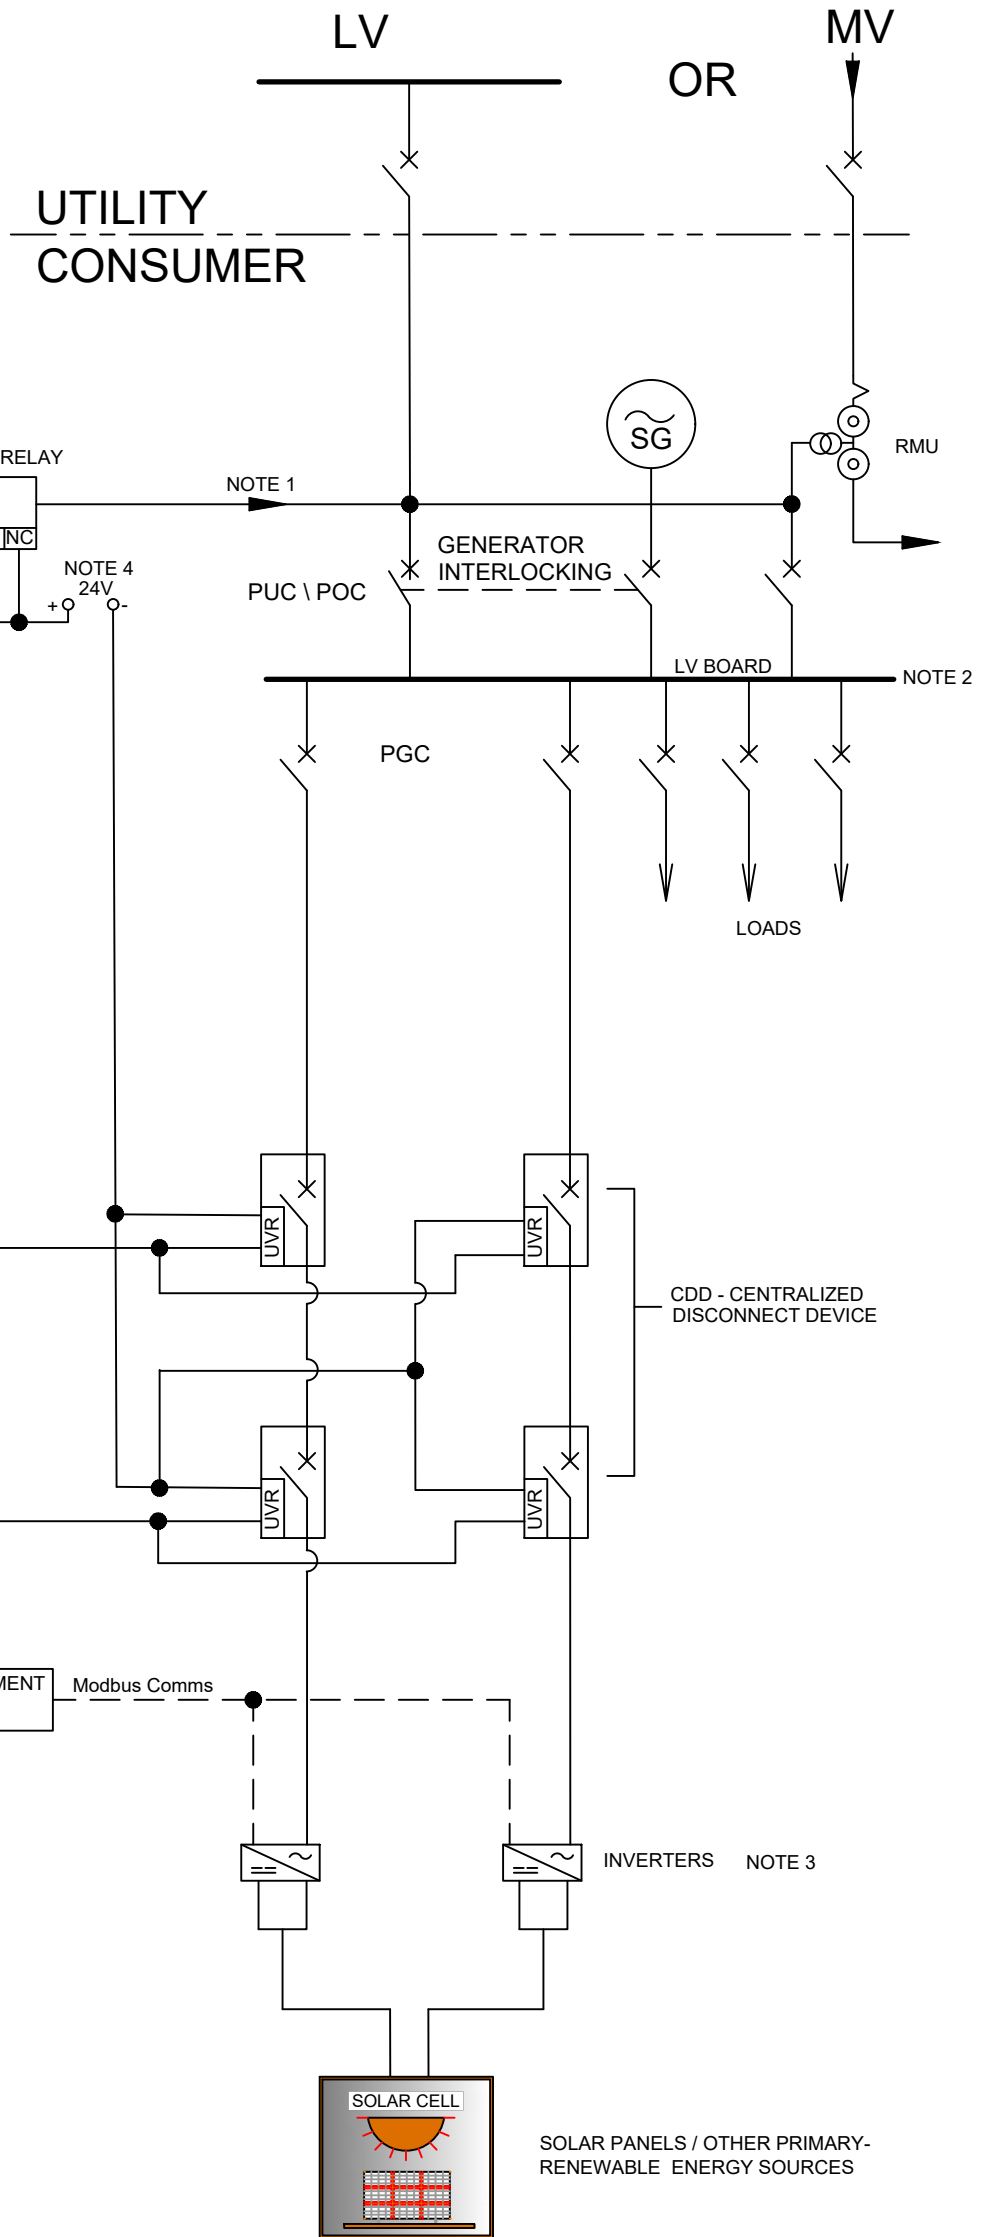 LV
MV
OR
UTILITY
CONSUMER
SG
RELAY
RMU
NOTE 1
NC
GENERATOR
INTERLOCKING
NOTE 4
24V
PUC \ POC
+
-
LV BOARD
NOTE 2
PGC
LOADS
UVR
UVR
CDD - CENTRALIZED
DISCONNECT DEVICE
UVR
UVR
MENT
Modbus Comms
INVERTERS
NOTE 3
SOLAR CELL
SOLAR PANELS / OTHER PRIMARY-
RENEWABLE ENERGY SOURCES